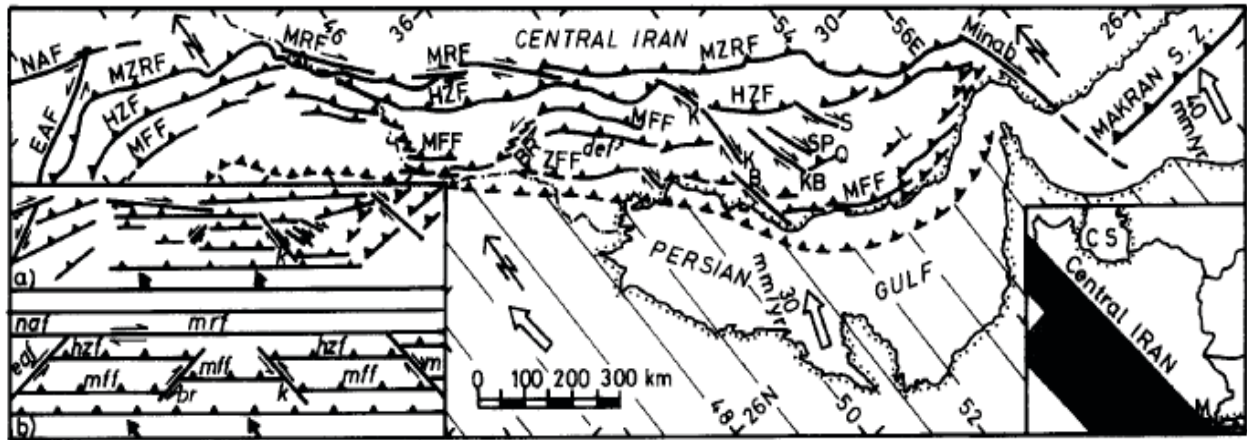 NAF
EAF
MZRF
HZF
MFF
N
MRF
46
36
MRF
CENTRAL IRAN
54
30
56E
Minab
26
N
MAKRAN S.Z.
40
mm/yr
HZF
K
HZF
S
MFF
MFF
def
SP
Q
L
K
B
KB
ZFF
MFF
PERSIAN
GULF
N
30
mm/yr
0 100 200 300 km
48
26N
50
52
a)
k
naf
mrf
eaf
hzf
hzf
mff
mff
mff
m
br
k
b)
CS
Central IRAN
M